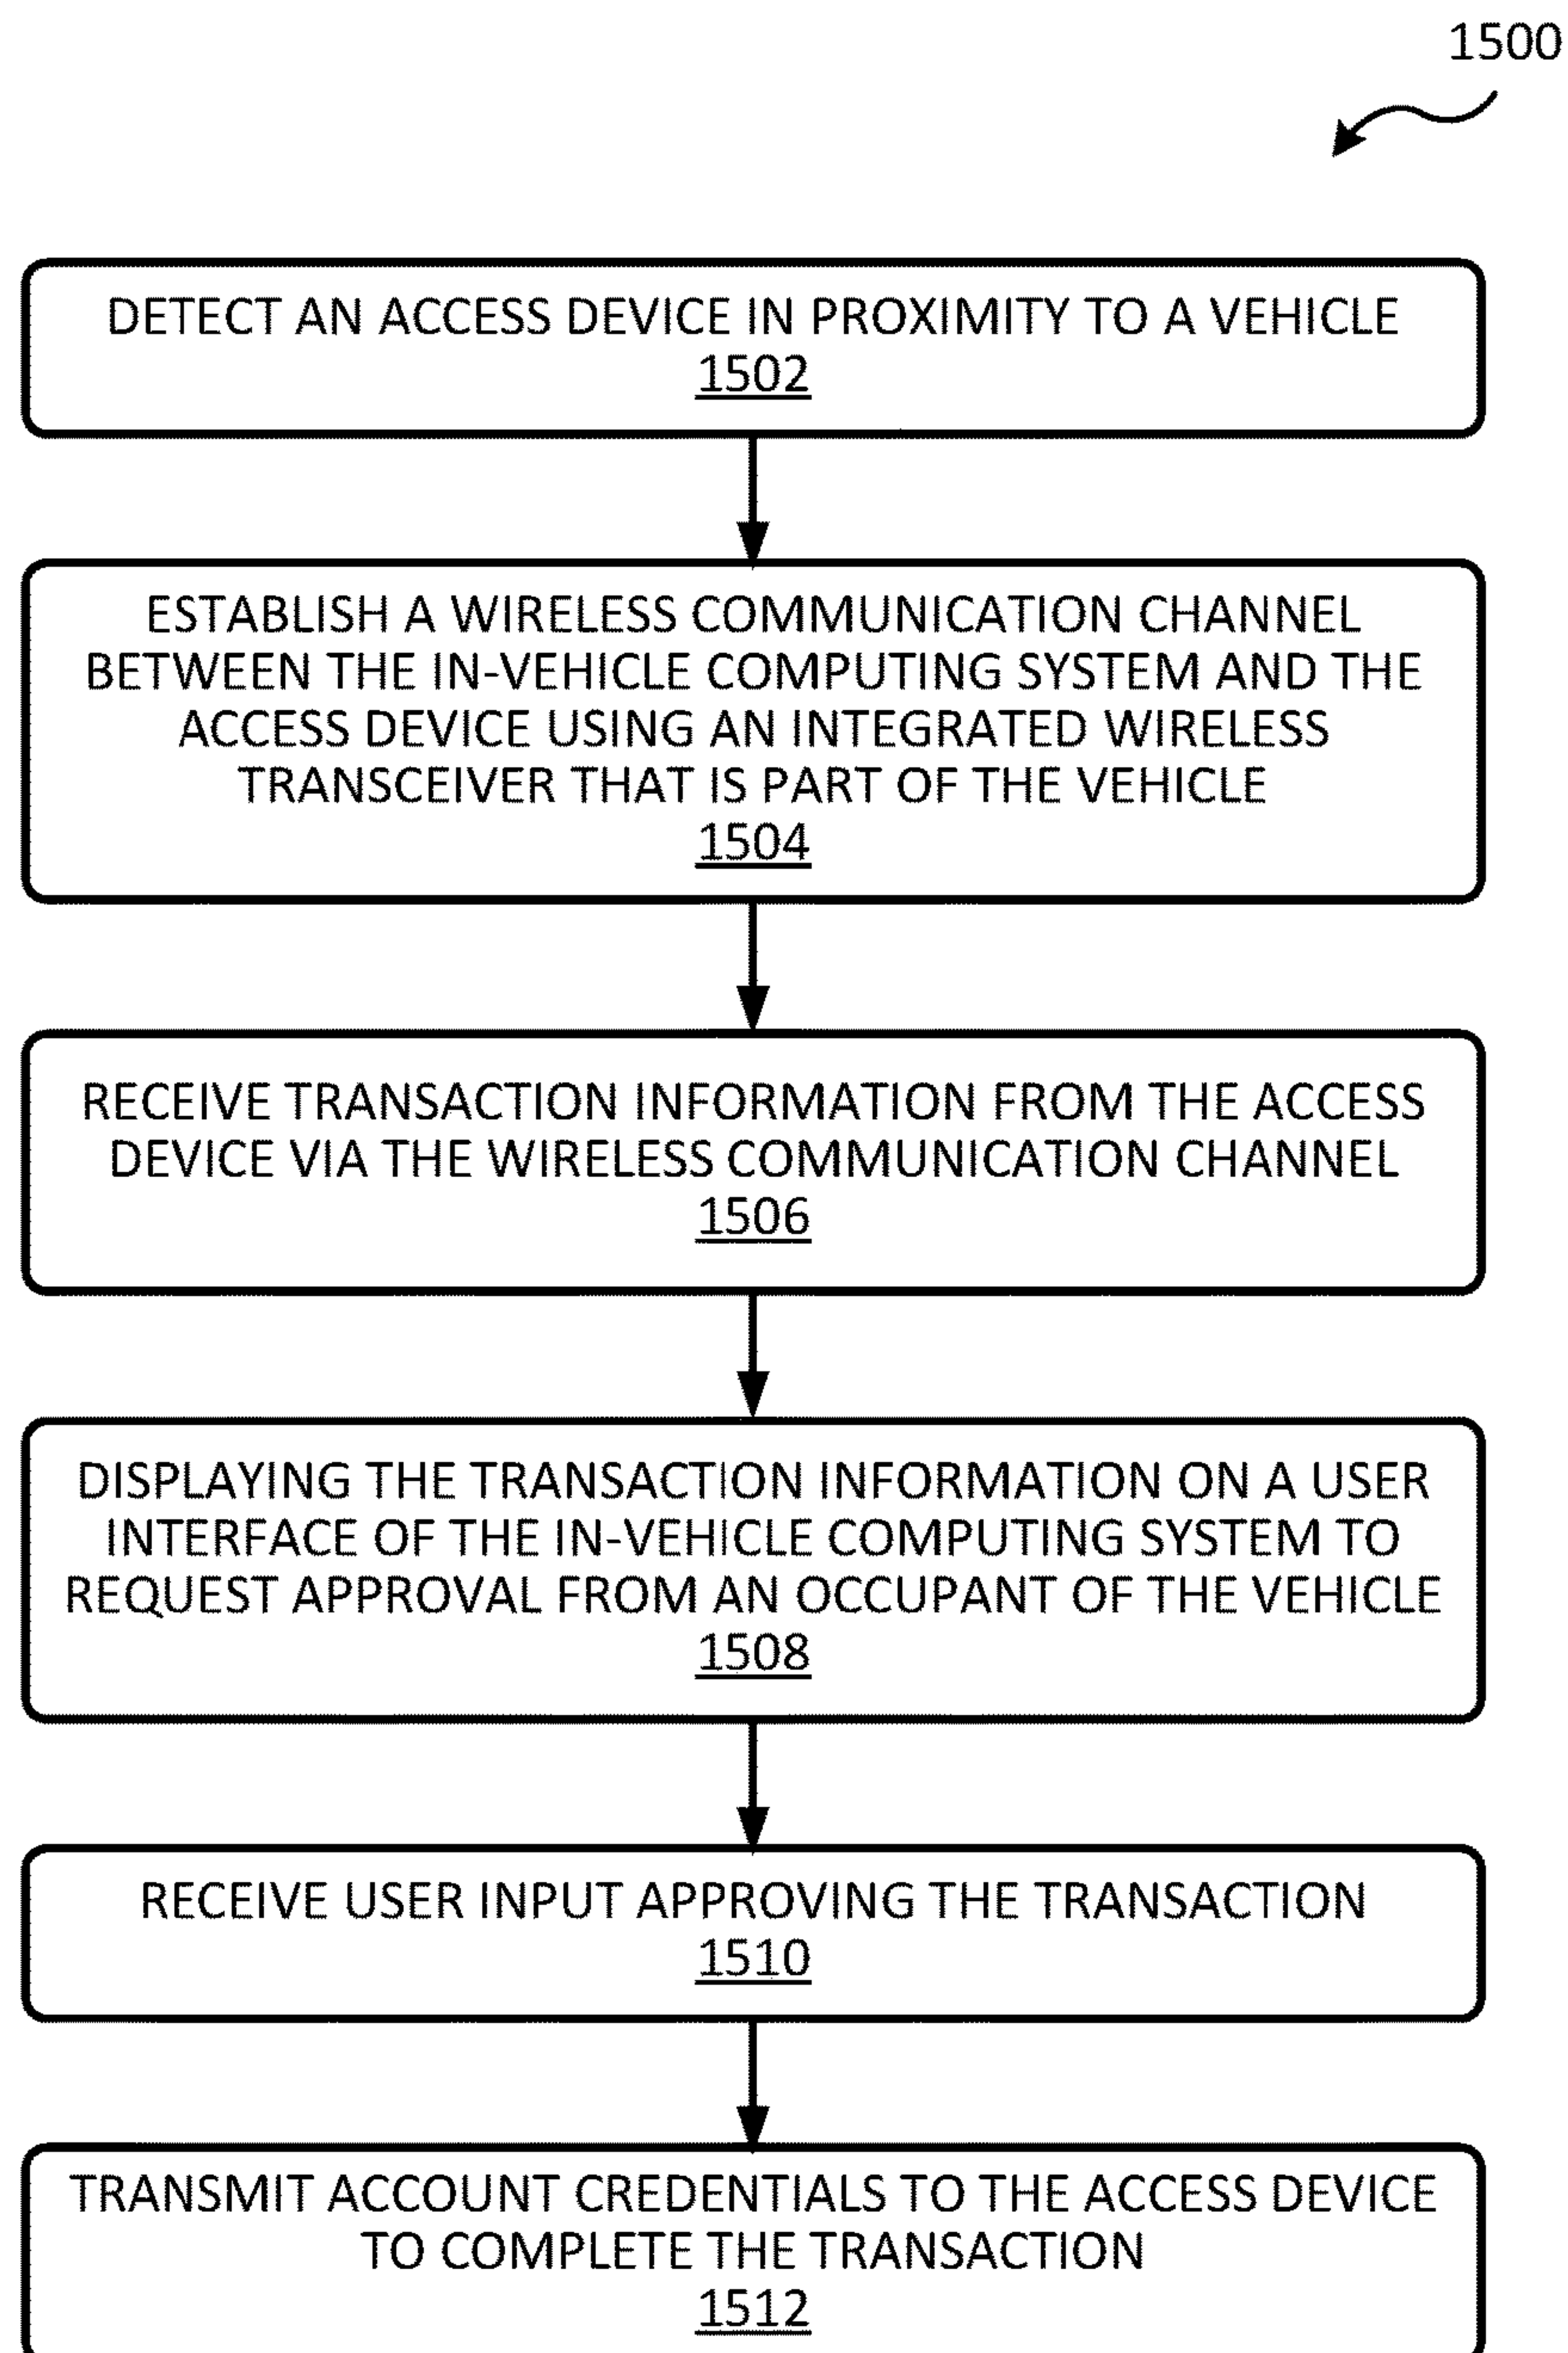 1500
DETECT AN ACCESS DEVICE IN PROXIMITY TO A VEHICLE
1502
ESTABLISH A WIRELESS COMMUNICATION CHANNEL
BETWEEN THE IN-VEHICLE COMPUTING SYSTEM AND THE
ACCESS DEVICE USING AN INTEGRATED WIRELESS
TRANSCEIVER THAT IS PART OF THE VEHICLE
1504
RECEIVE TRANSACTION INFORMATION FROM THE ACCESS
DEVICE VIA THE WIRELESS COMMUNICATION CHANNEL
1506
DISPLAYING THE TRANSACTION INFORMATION ON A USER
INTERFACE OF THE IN-VEHICLE COMPUTING SYSTEM TO
REQUEST APPROVAL FROM AN OCCUPANT OF THE VEHICLE
1508
RECEIVE USER INPUT APPROVING THE TRANSACTION
1510
TRANSMIT ACCOUNT CREDENTIALS TO THE ACCESS DEVICE
TO COMPLETE THE TRANSACTION
1512